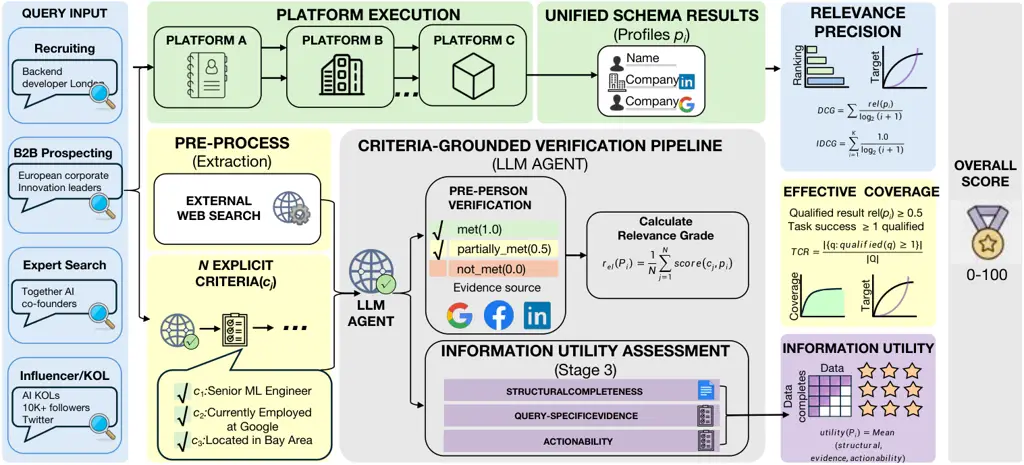 QUERY INPUT
Recruiting
Backend
developer London
B2B Prospecting
European corporate
Innovation leaders
Expert Search
Together AI
co-founders
Influencer/KOL
AI KOLs
10K+ followers
Twitter
PLATFORM EXECUTION
PLATFORM A
PLATFORM B
PLATFORM C
...
UNIFIED SCHEMA RESULTS
(Profiles pᵢ)
Name
Company in
Company G
PRE-PROCESS
(Extraction)
EXTERNAL
WEB SEARCH
N EXPLICIT
CRITERIA(cⱼ)
...
c₁:Senior ML Engineer
c₂:Currently Employed
at Google
c₃:Located in Bay Area
CRITERIA-GROUNDED VERIFICATION PIPELINE
(LLM AGENT)
LLM
AGENT
PRE-PERSON
VERIFICATION
met(1.0)
partially_met(0.5)
not_met(0.0)
Evidence source
G f in
Calculate
Relevance Grade
r_el(Pᵢ) = 1/N ∑_{j=1}^{N} score(cⱼ, pᵢ)
INFORMATION UTILITY ASSESSMENT
(Stage 3)
STRUCTURALCOMPLETENESS
QUERY-SPECIFICEVIDENCE
ACTIONABILITY
RELEVANCE
PRECISION
Ranking
Target
DCG = ∑ rel(pᵢ) / log₂ (i + 1)
IDCG = ∑_{i=1}^{K} 1.0 / log₂ (i + 1)
EFFECTIVE COVERAGE
Qualified result rel(pᵢ) ≥ 0.5
Task success ≥ 1 qualified
TCR = |{q: qualified(q) ≥ 1}| / |Q|
Coverage
Target
INFORMATION UTILITY
Data
Data
completes
utility(Pᵢ) = Mean
(structural,
evidence, actionability)
OVERALL
SCORE
0-100